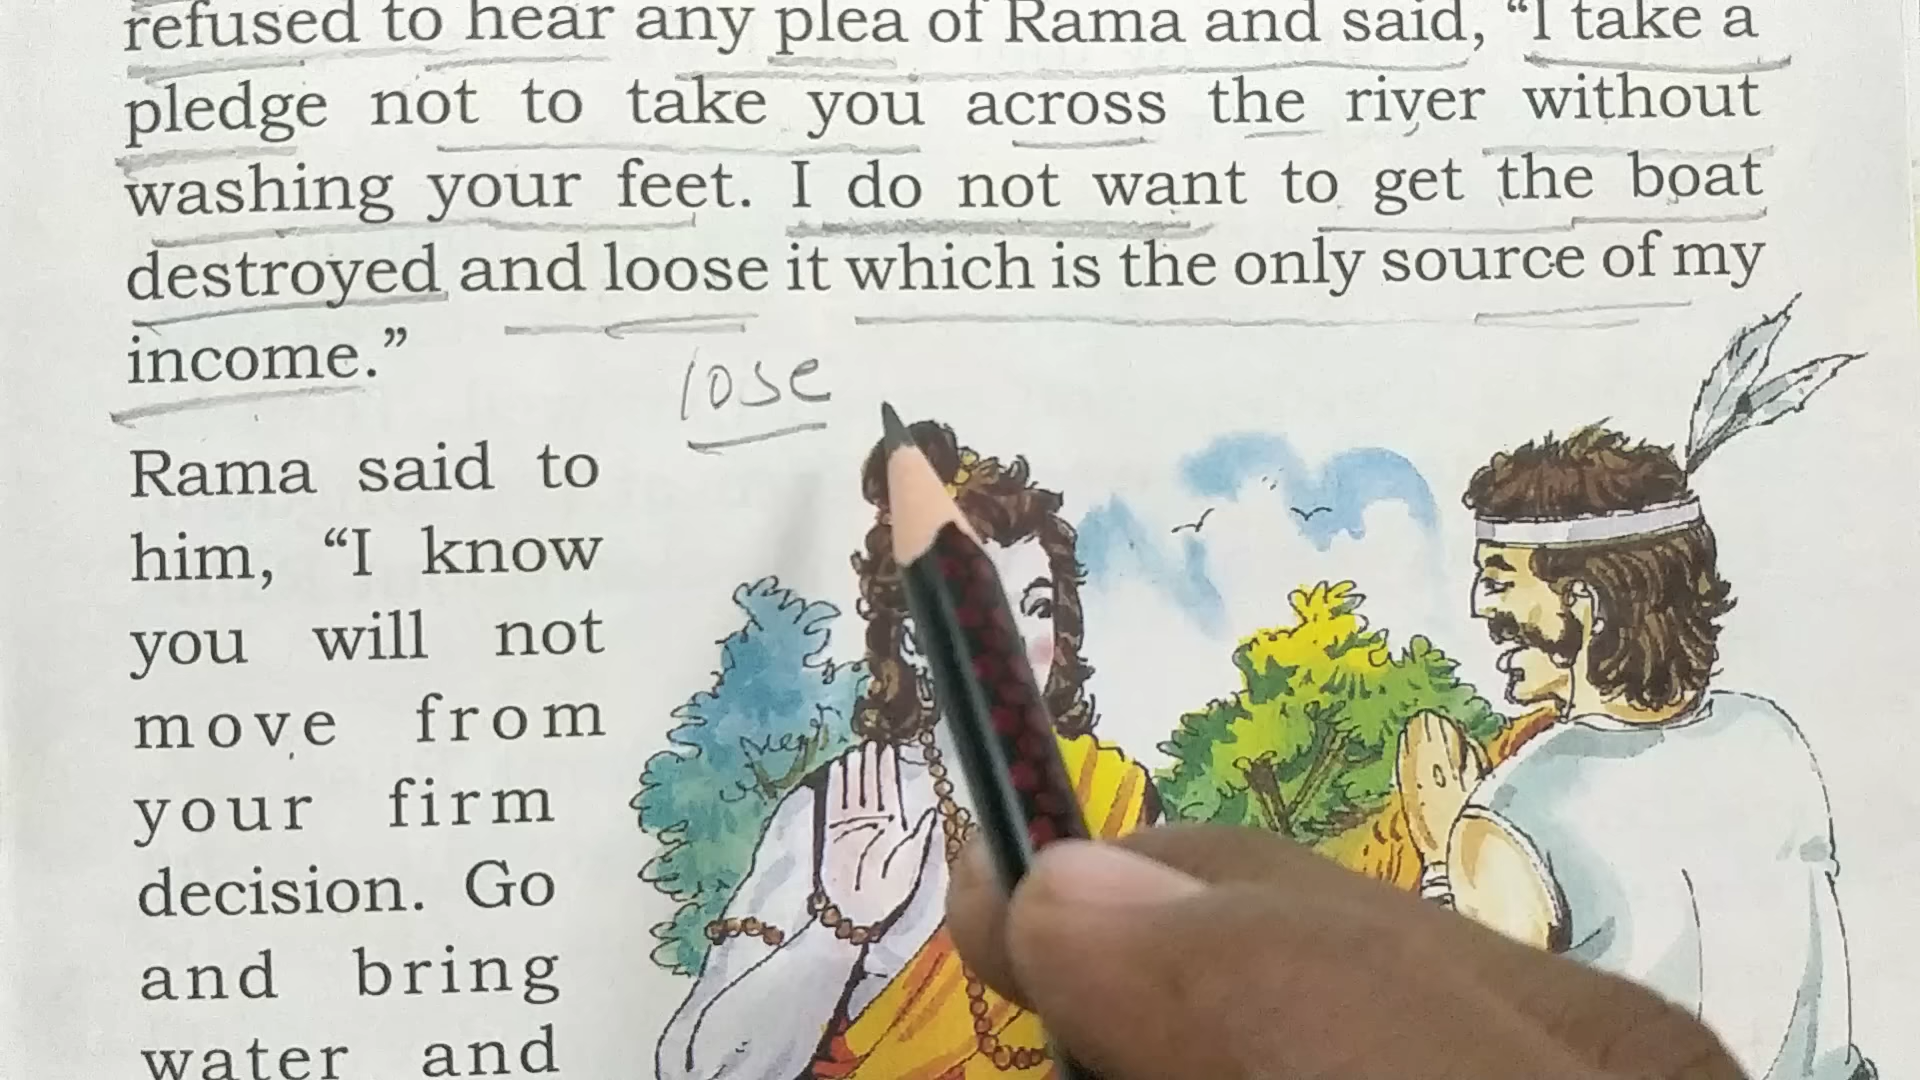 refused to hear any plea of Rama and said, “I take a
pledge not to take you across the river without
washing your feet. I do not want to get the boat
destroyed and loose it which is the only source of my
income.”
lose
Rama said to
him, “I know
you will not
move from
your firm
decision. Go
and bring
water and